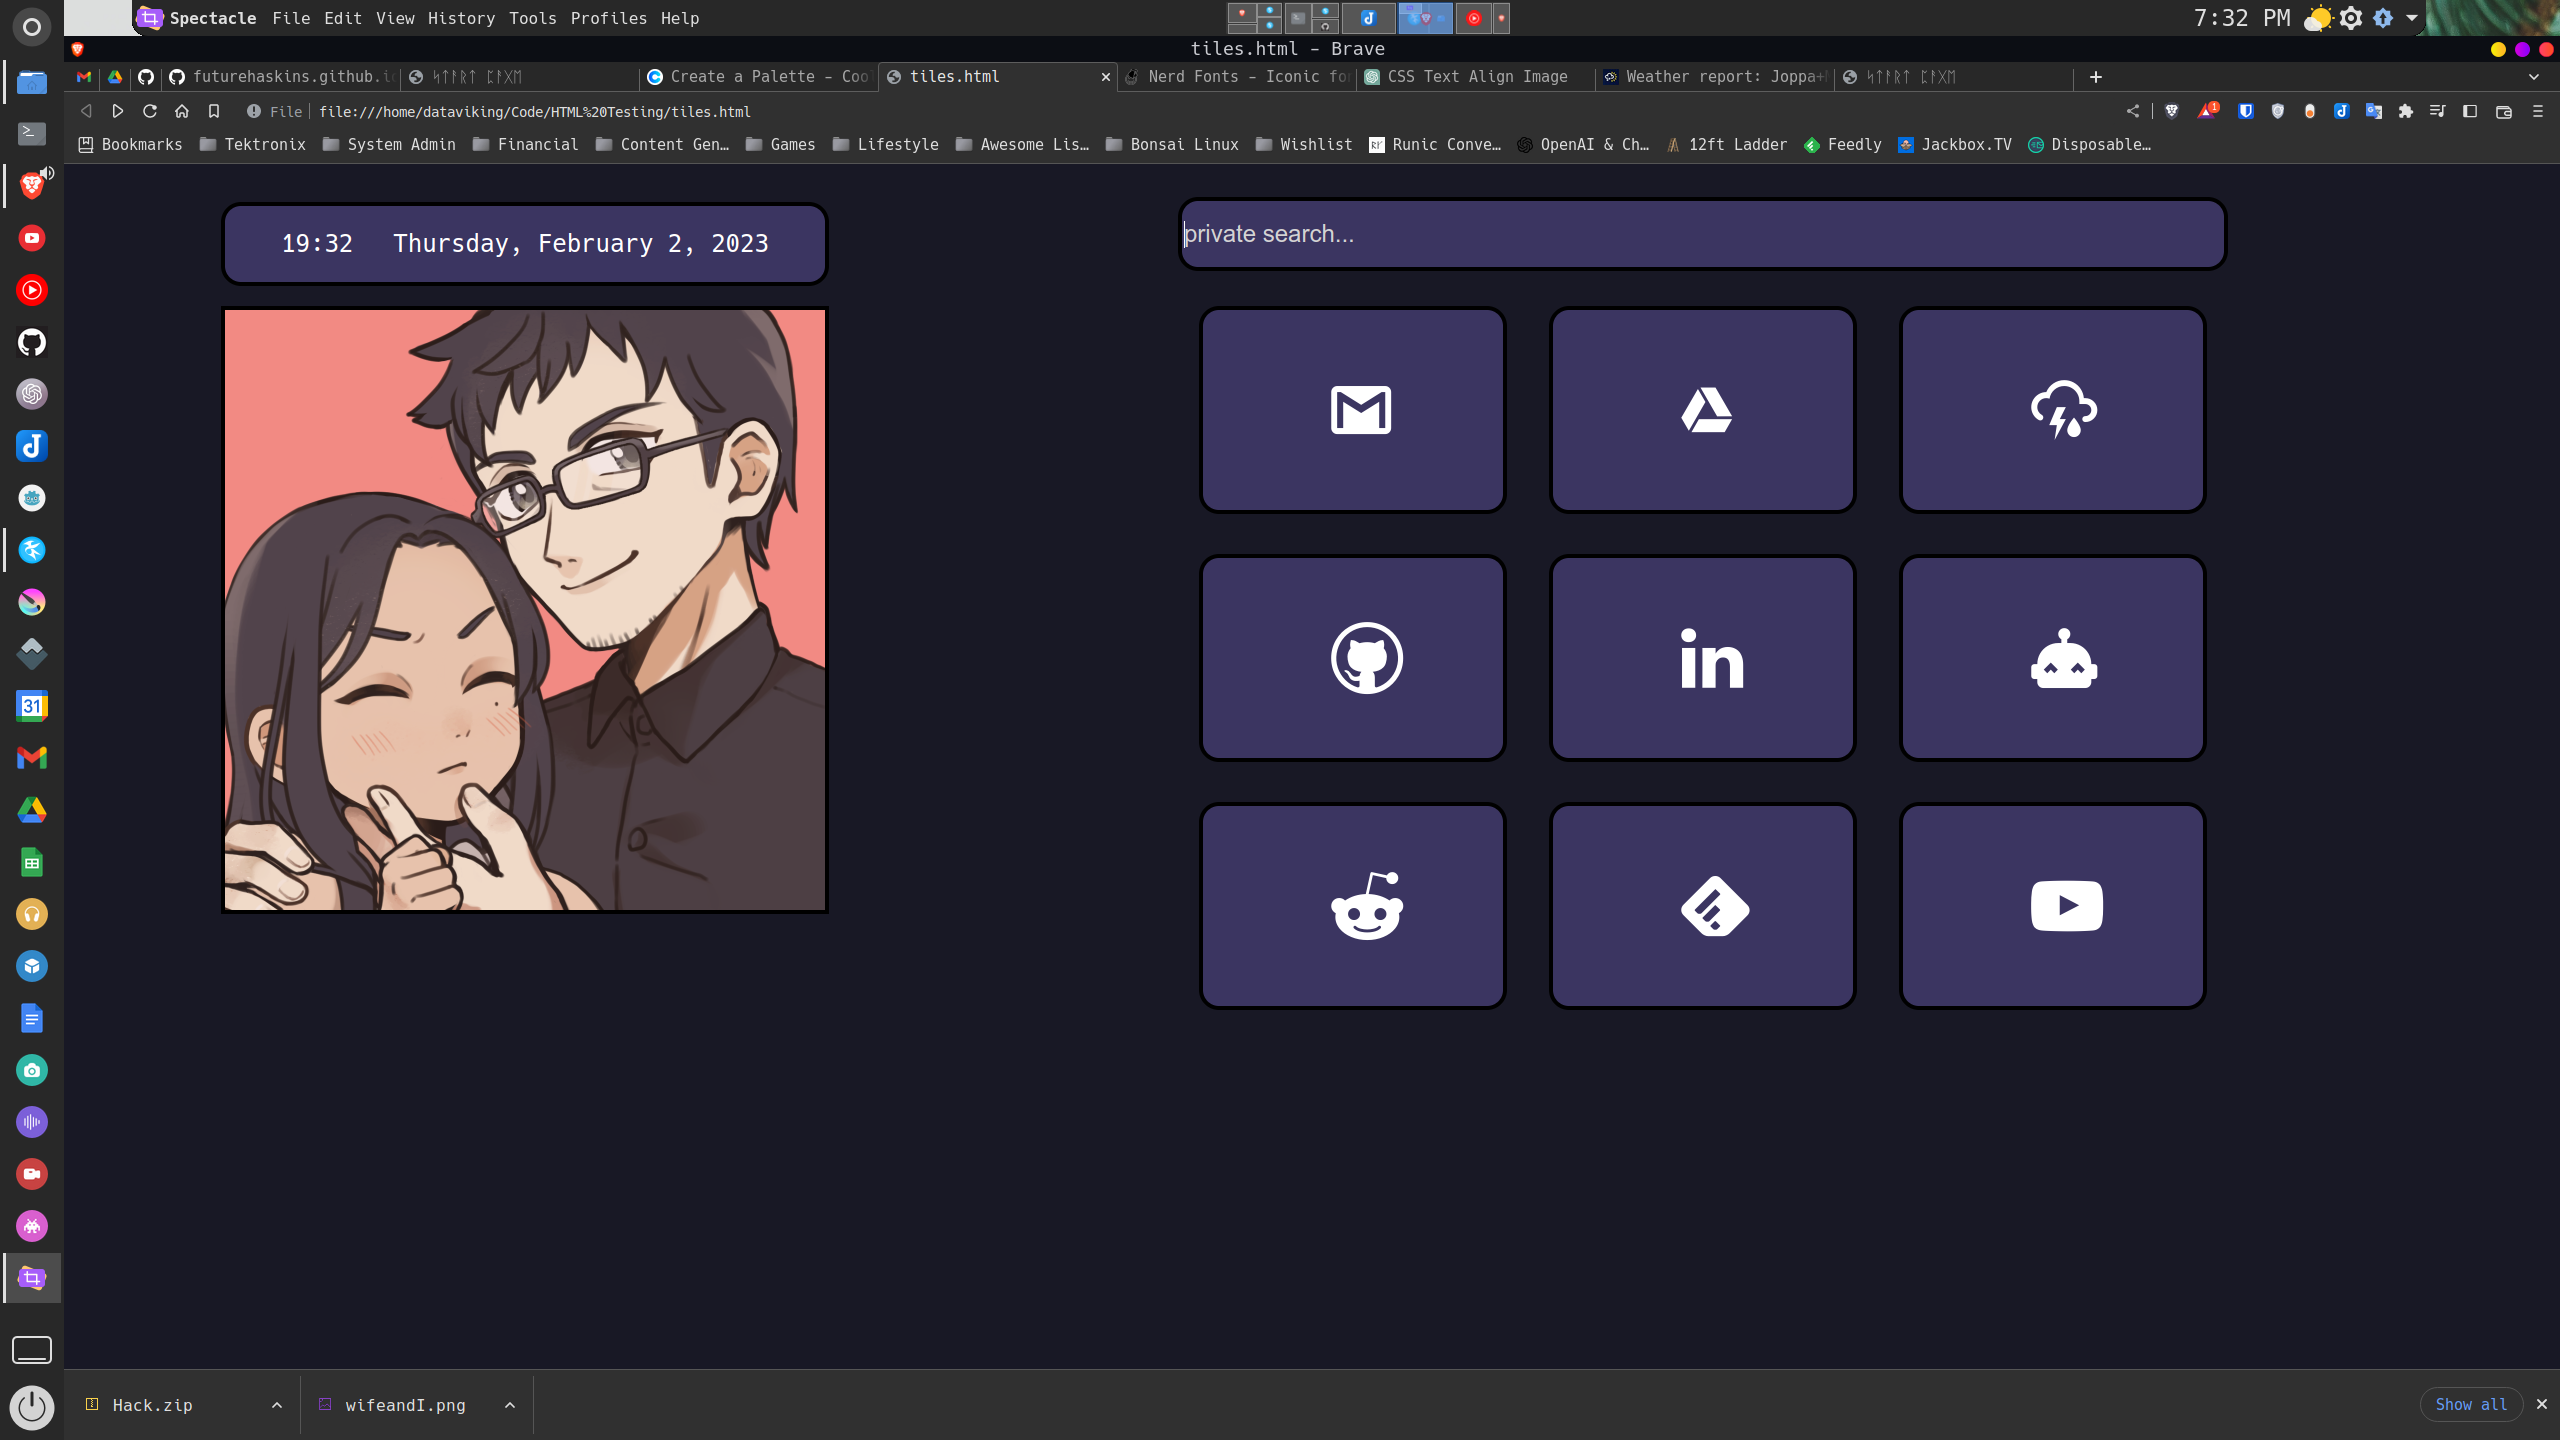 Spectacle File Edit View History Tools Profiles Help
7:32 PM
tiles.html – Brave
futurehaskins.github.i
ᛋᛏᚨᚱᛏ ᛈᚨᚷᛖ
Create a Palette - Coo
tiles.html
Nerd Fonts - Iconic fo
CSS Text Align Image
Weather report: Joppa+
ᛋᛏᚨᚱᛏ ᛈᚨᚷᛖ
File
file:///home/dataviking/Code/HTML%20Testing/tiles.html
1
Bookmarks Tektronix System Admin Financial Content Gen… Games Lifestyle Awesome Lis… Bonsai Linux Wishlist Runic Conve… OpenAI & Ch… 12ft Ladder Feedly Jackbox.TV Disposable…
19:32 Thursday, February 2, 2023
private search...
in
31
Hack.zip
wifeandI.png
Show all